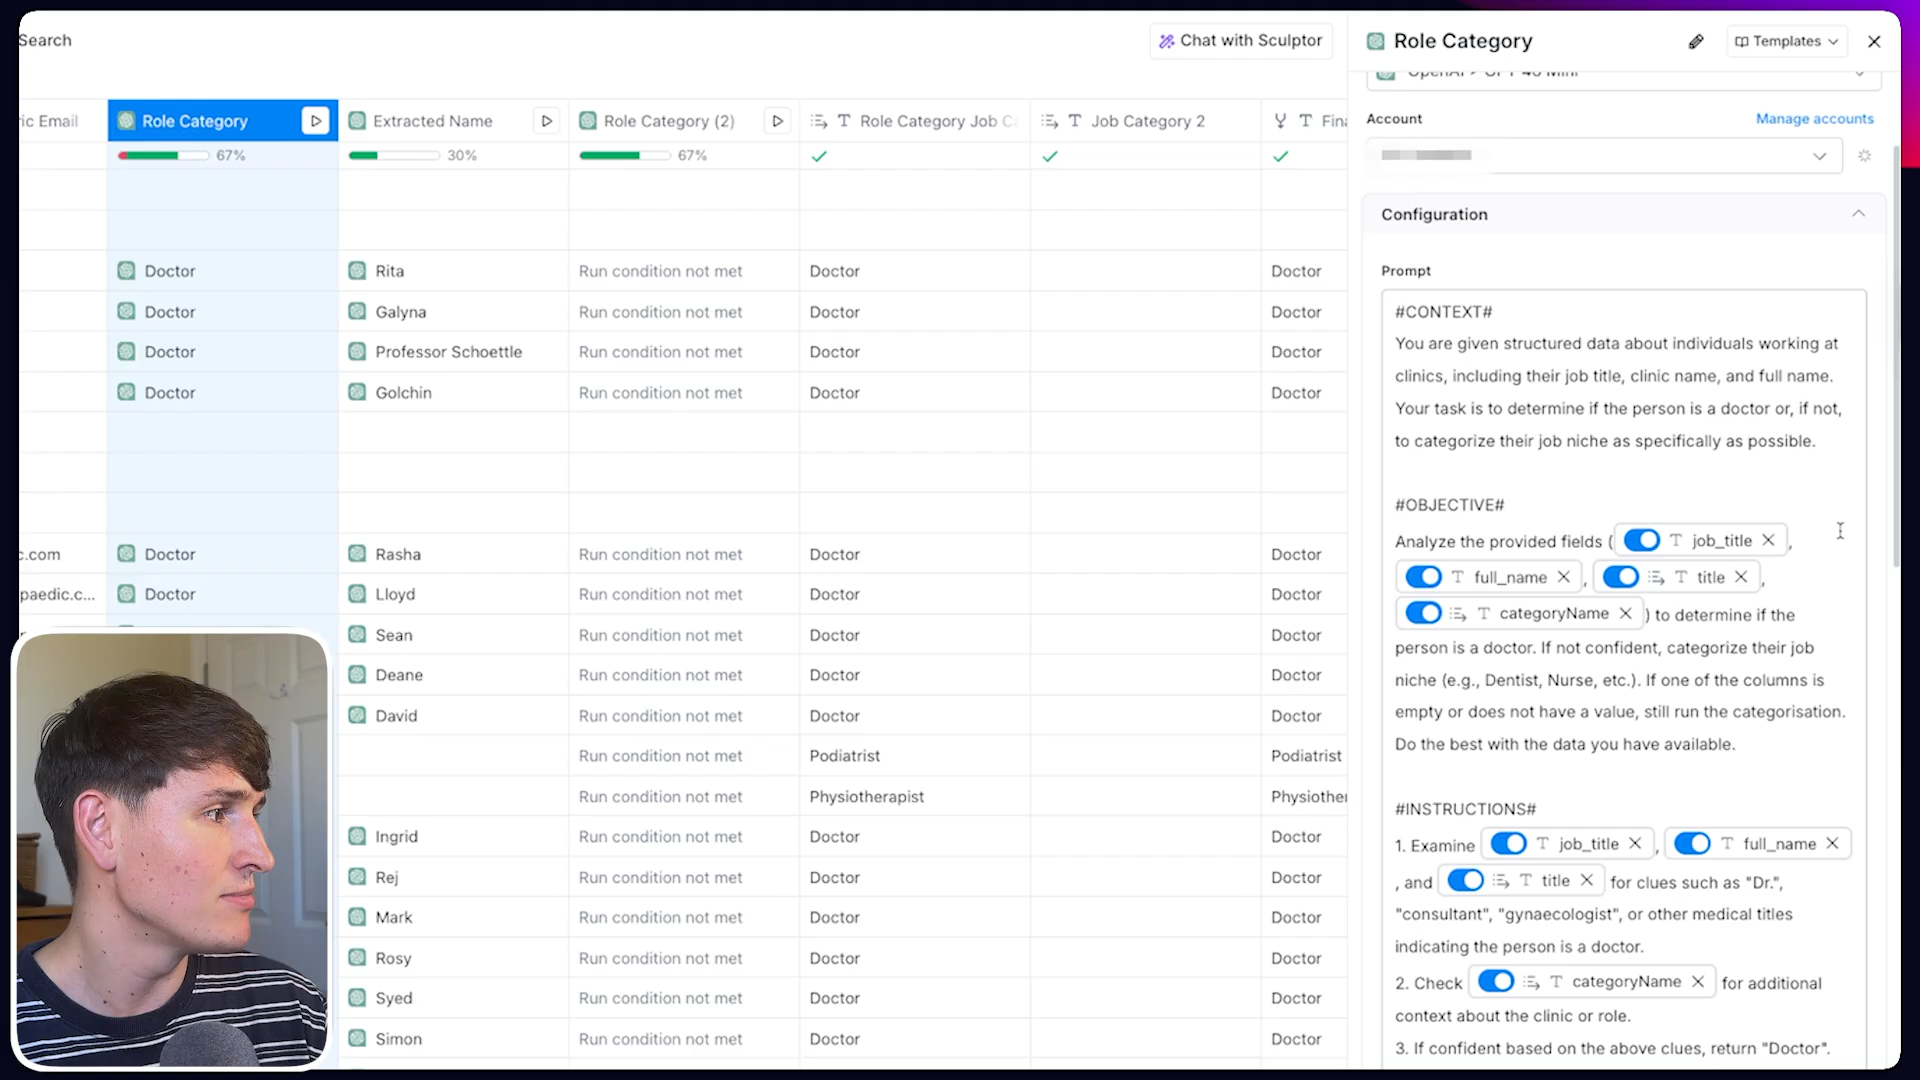 Search
Chat with Sculptor
ric Email
Role Category
Extracted Name
Role Category (2)
Role Category Job C
Job Category 2
Fin
67%
30%
67%
Doctor Rita Run condition not met Doctor Doctor
Doctor Galyna Run condition not met Doctor Doctor
Doctor Professor Schoettle Run condition not met Doctor Doctor
Doctor Golchin Run condition not met Doctor Doctor
c.com Doctor Rasha Run condition not met Doctor Doctor
paedic.c... Doctor Lloyd Run condition not met Doctor Doctor
Sean Run condition not met Doctor Doctor
Deane Run condition not met Doctor Doctor
David Run condition not met Doctor Doctor
Run condition not met Podiatrist Podiatrist
Run condition not met Physiotherapist Physiother
Ingrid Run condition not met Doctor Doctor
Rej Run condition not met Doctor Doctor
Mark Run condition not met Doctor Doctor
Rosy Run condition not met Doctor Doctor
Syed Run condition not met Doctor Doctor
Simon Run condition not met Doctor Doctor
Role Category
Templates
OpenAI > GPT 4o Mini
Account
Manage accounts
Configuration
Prompt
#CONTEXT#
You are given structured data about individuals working at
clinics, including their job title, clinic name, and full name.
Your task is to determine if the person is a doctor or, if not,
to categorize their job niche as specifically as possible.
#OBJECTIVE#
Analyze the provided fields ( job_title ,
full_name , title ,
categoryName ) to determine if the
person is a doctor. If not confident, categorize their job
niche (e.g., Dentist, Nurse, etc.). If one of the columns is
empty or does not have a value, still run the categorisation.
Do the best with the data you have available.
#INSTRUCTIONS#
1. Examine job_title , full_name
, and title for clues such as "Dr.",
"consultant", "gynaecologist", or other medical titles
indicating the person is a doctor.
2. Check categoryName for additional
context about the clinic or role.
3. If confident based on the above clues, return "Doctor".